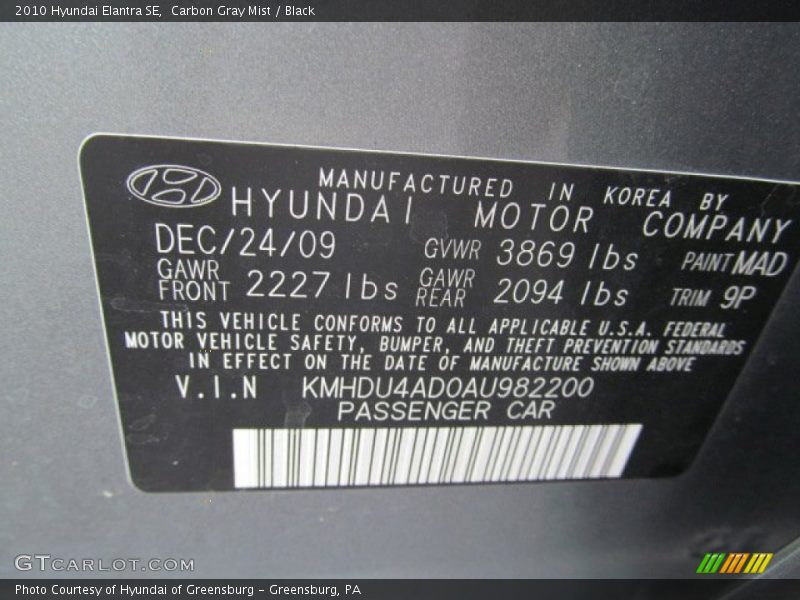 2010 Hyundai Elantra SE,  Carbon Gray Mist / Black
MANUFACTURED IN KOREA BY
HYUNDAI MOTOR COMPANY
DEC/24/09 GVWR 3869 lbs PAINT MAD
GAWR FRONT 2227 lbs GAWR REAR 2094 lbs TRIM 9P
THIS VEHICLE CONFORMS TO ALL APPLICABLE U.S.A. FEDERAL
MOTOR VEHICLE SAFETY, BUMPER, AND THEFT PREVENTION STANDARDS
IN EFFECT ON THE DATE OF MANUFACTURE SHOWN ABOVE
V.I.N KMHDU4AD0AU982200
PASSENGER CAR
GTCARLOT.COM
Photo Courtesy of Hyundai of Greensburg - Greensburg, PA